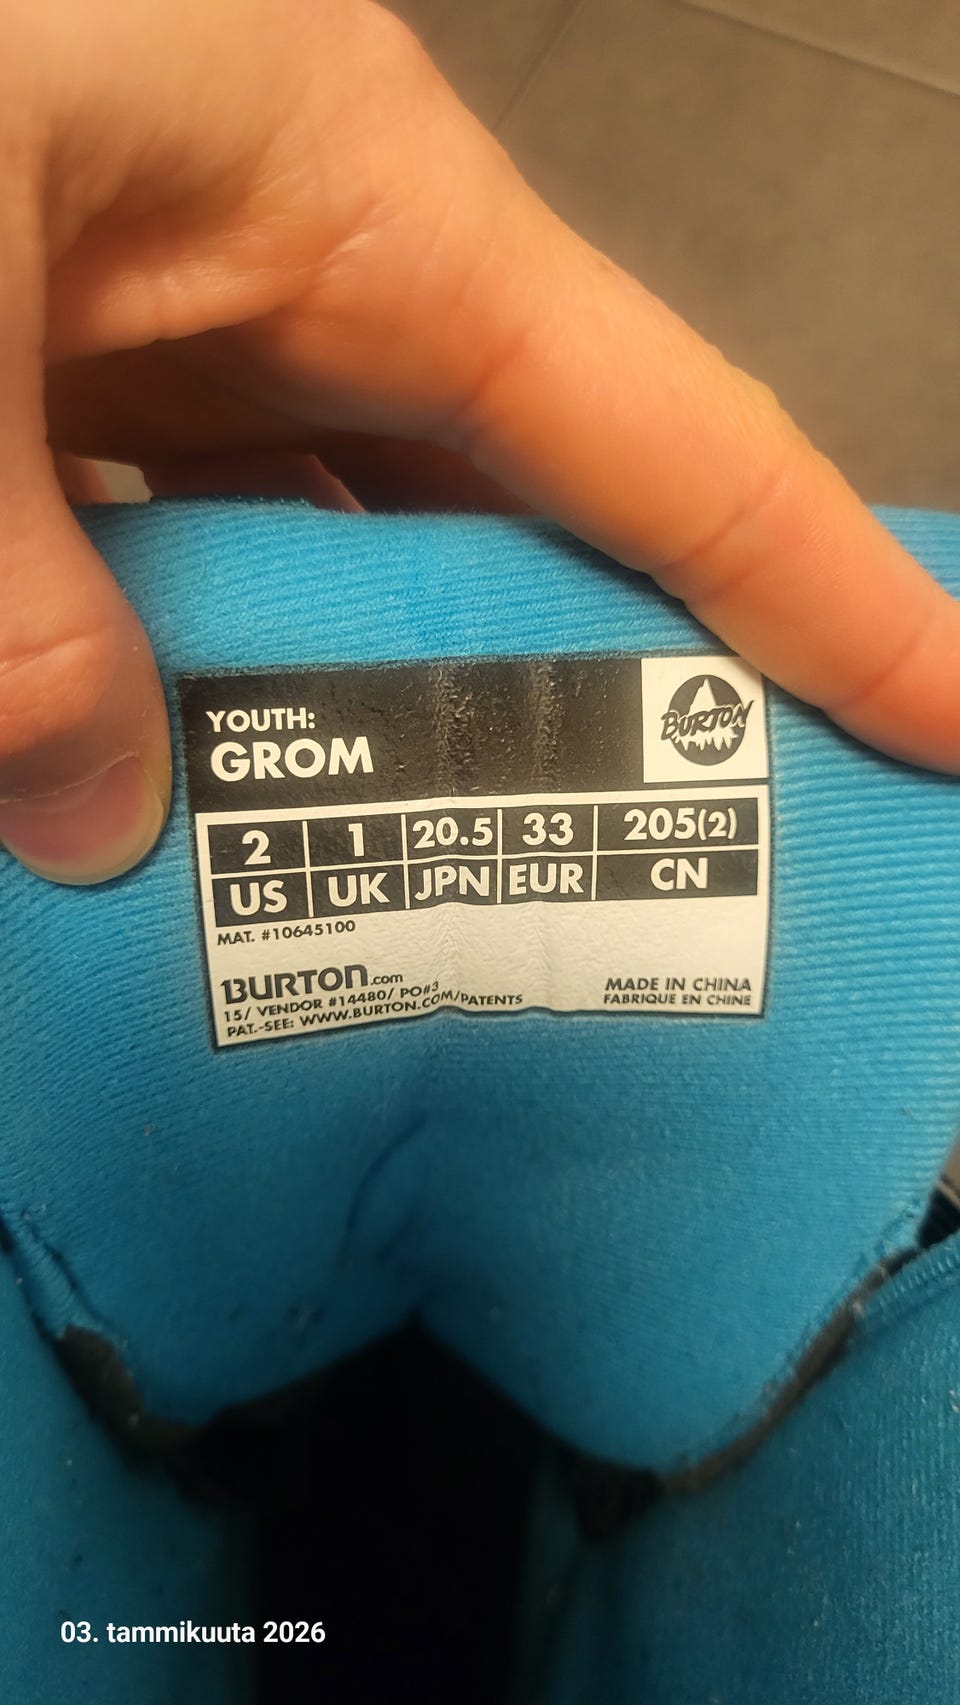 YOUTH:
GROM
BURTON
2 1 20.5 33 205(2)
US UK JPN EUR CN
MAT. #10645100
BURTON.com
15/ VENDOR #14480/ PO#3
PAT.-SEE: WWW.BURTON.COM/PATENTS
MADE IN CHINA
FABRIQUE EN CHINE
03. tammikuuta 2026